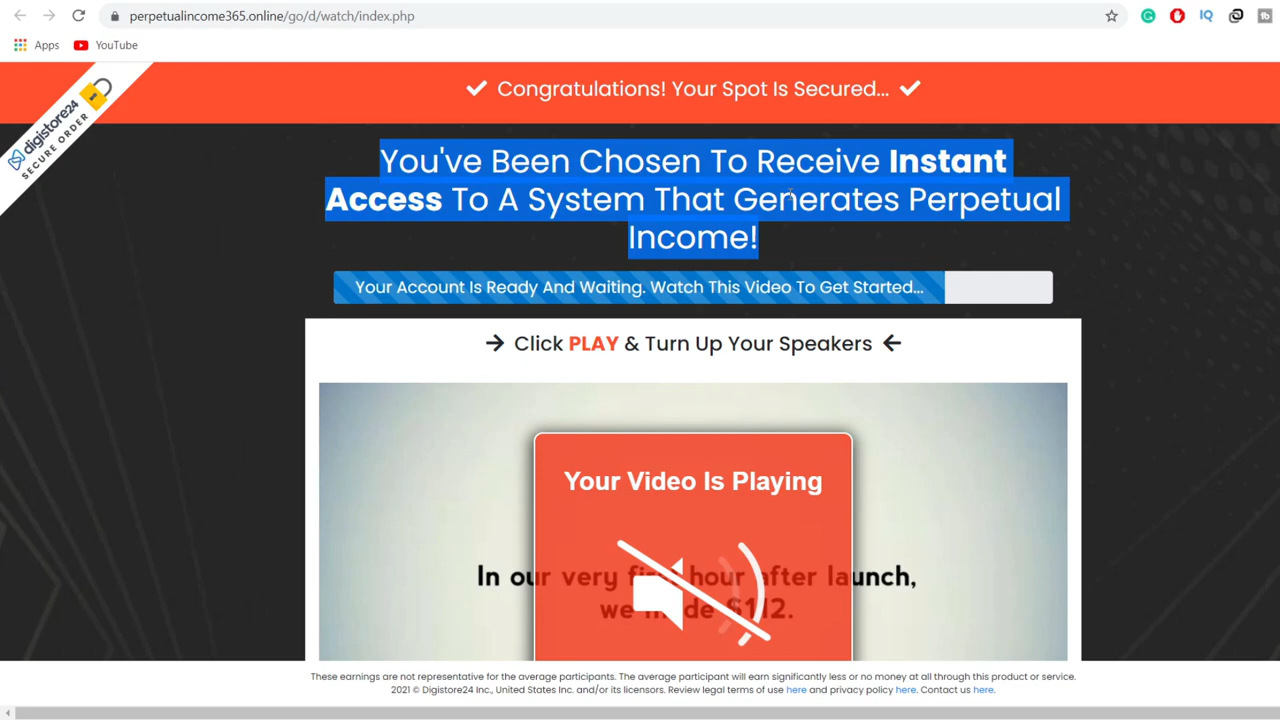 perpetualincome365.online/go/d/watch/index.php
Apps YouTube
digistore24
SECURE ORDER
Congratulations! Your Spot Is Secured...
You've Been Chosen To Receive Instant
Access To A System That Generates Perpetual
Income!
Your Account Is Ready And Waiting. Watch This Video To Get Started...
Click PLAY & Turn Up Your Speakers
Your Video Is Playing
In our very first hour after launch,
we made $112.
These earnings are not representative for the average participants. The average participant will earn significantly less or no money at all through this product or service.
2021 © Digistore24 Inc., United States Inc. and/or its licensors. Review legal terms of use here and privacy policy here. Contact us here.